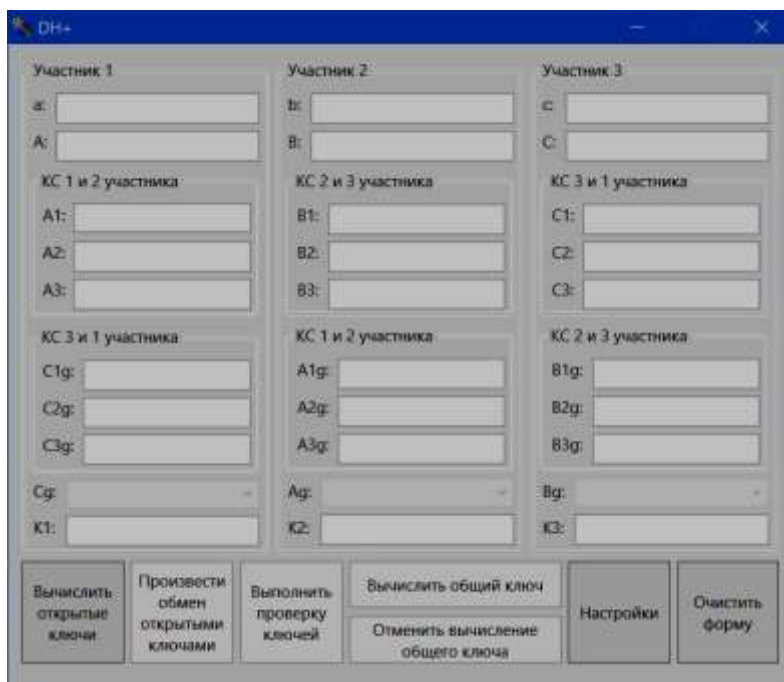 DH+
Участник 1
a:
A:
КС 1 и 2 участника
A1:
A2:
A3:
КС 3 и 1 участника
C1g:
C2g:
C3g:
Cg:
K1:
Участник 2
b:
B:
КС 2 и 3 участника
B1:
B2:
B3:
КС 1 и 2 участника
A1g:
A2g:
A3g:
Ag:
K2:
Участник 3
c:
C:
КС 3 и 1 участника
C1:
C2:
C3:
КС 2 и 3 участника
B1g:
B2g:
B3g:
Bg:
K3:
Вычислить
открытые
ключи
Произвести
обмен
открытыми
ключами
Выполнить
проверку
ключей
Вычислить общий ключ
Отменить вычисление
общего ключа
Настройки
Очистить
форму